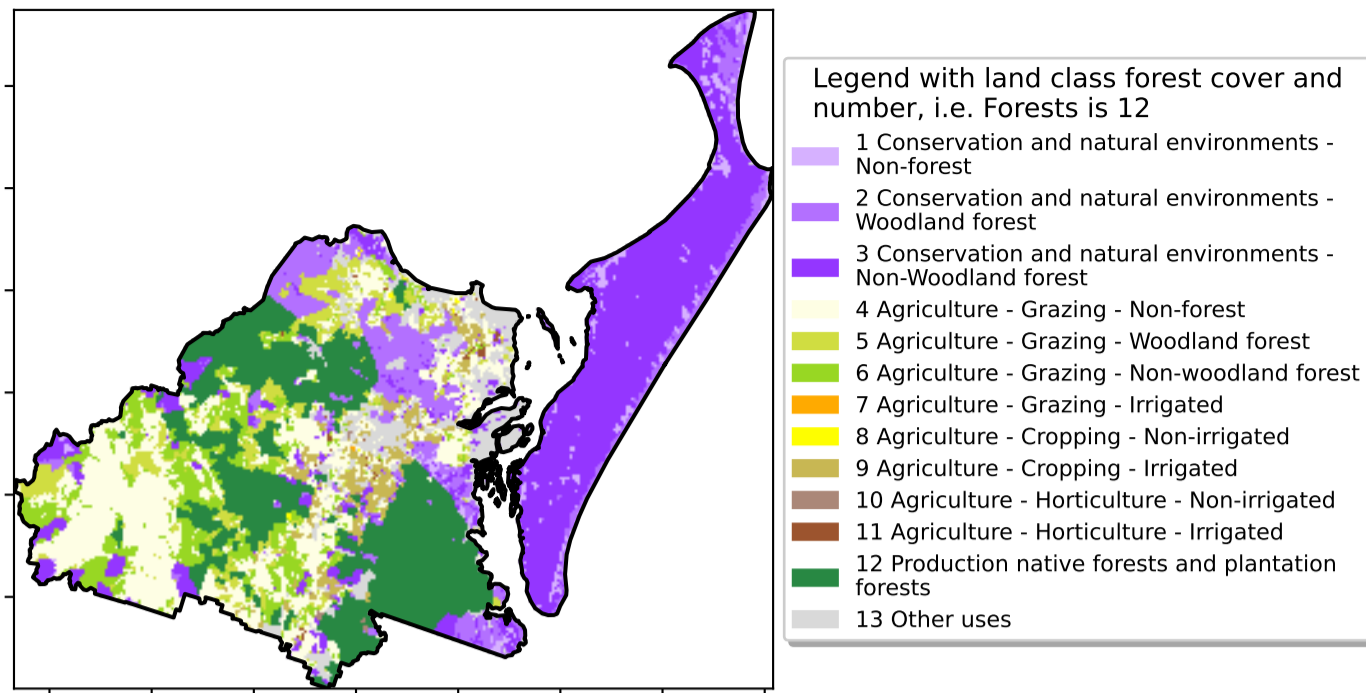 Legend with land class forest cover and
number, i.e. Forests is 12
1 Conservation and natural environments -
Non-forest
2 Conservation and natural environments -
Woodland forest
3 Conservation and natural environments -
Non-Woodland forest
4 Agriculture - Grazing - Non-forest
5 Agriculture - Grazing - Woodland forest
6 Agriculture - Grazing - Non-woodland forest
7 Agriculture - Grazing - Irrigated
8 Agriculture - Cropping - Non-irrigated
9 Agriculture - Cropping - Irrigated
10 Agriculture - Horticulture - Non-irrigated
11 Agriculture - Horticulture - Irrigated
12 Production native forests and plantation
forests
13 Other uses